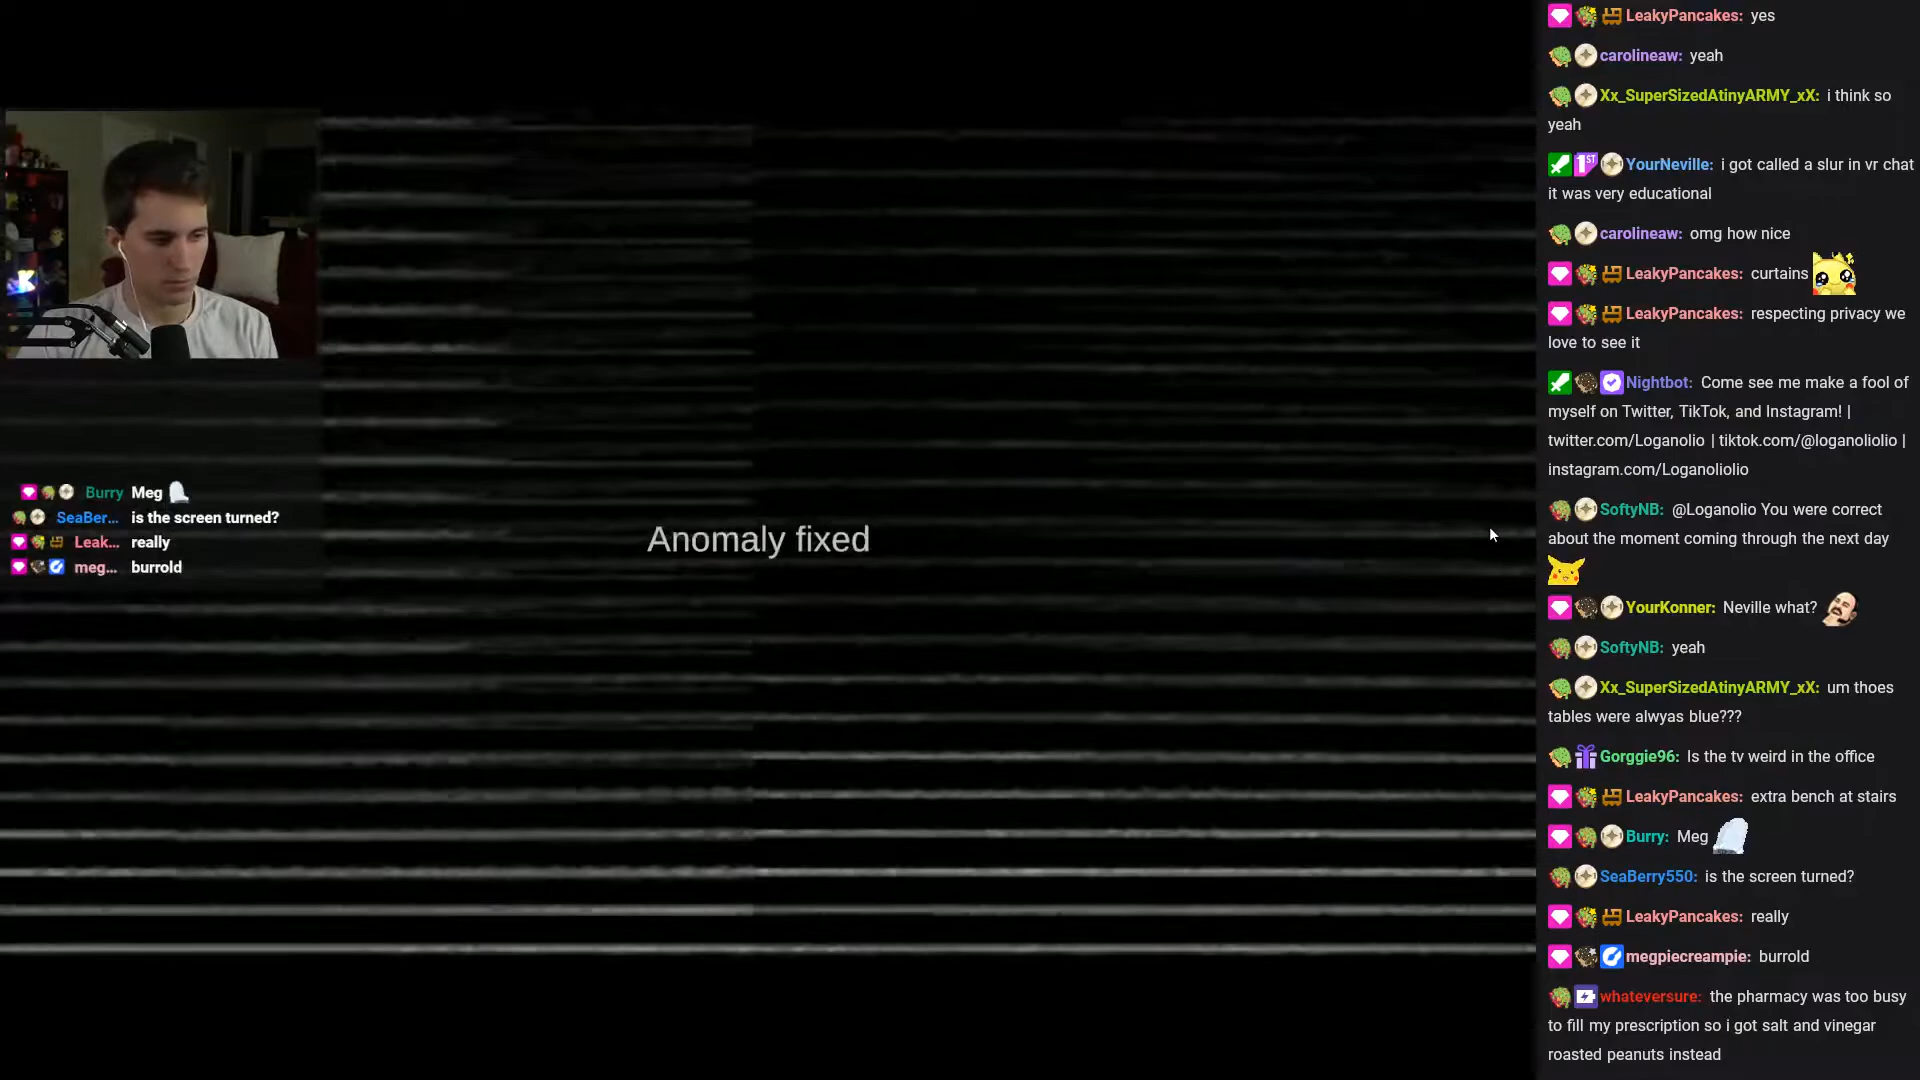 LeakyPancakes: yes
carolineaw: yeah
Xx_SuperSizedAtinyARMY_xX: i think so
yeah
YourNeville: i got called a slur in vr chat
it was very educational
carolineaw: omg how nice
LeakyPancakes: curtains
LeakyPancakes: respecting privacy we
love to see it
Nightbot: Come see me make a fool of
myself on Twitter, TikTok, and Instagram! |
twitter.com/Loganolio | tiktok.com/@loganoliolio |
instagram.com/Loganoliolio
SoftyNB: @Loganolio You were correct
about the moment coming through the next day
YourKonner: Neville what?
SoftyNB: yeah
Xx_SuperSizedAtinyARMY_xX: um thoes
tables were alwyas blue???
Gorggie96: Is the tv weird in the office
LeakyPancakes: extra bench at stairs
Burry: Meg
SeaBerry550: is the screen turned?
LeakyPancakes: really
megpiecreampie: burrold
whateversure: the pharmacy was too busy
to fill my prescription so i got salt and vinegar
roasted peanuts instead
Burry Meg
SeaBer... is the screen turned?
Leak... really
meg... burrold
Anomaly fixed
1ST